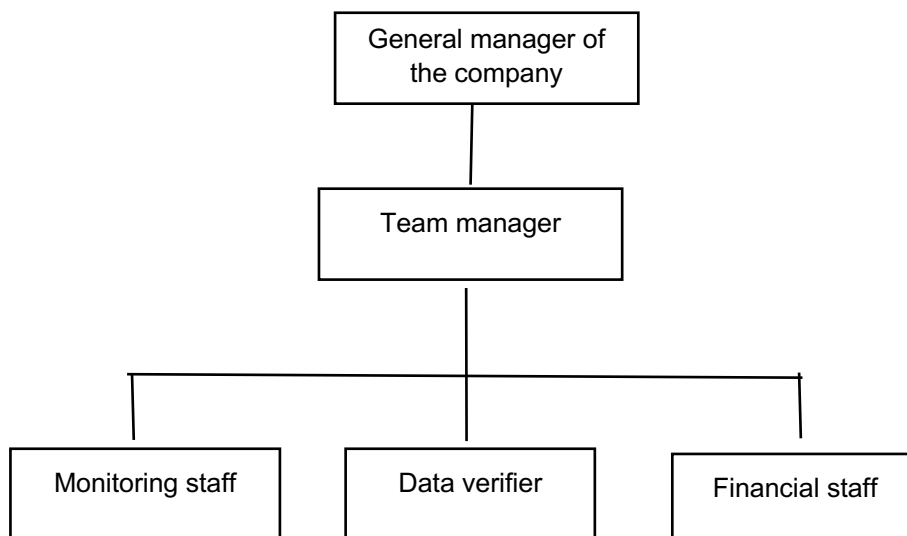 General manager of
the company
Team manager
Monitoring staff
Data verifier
Financial staff